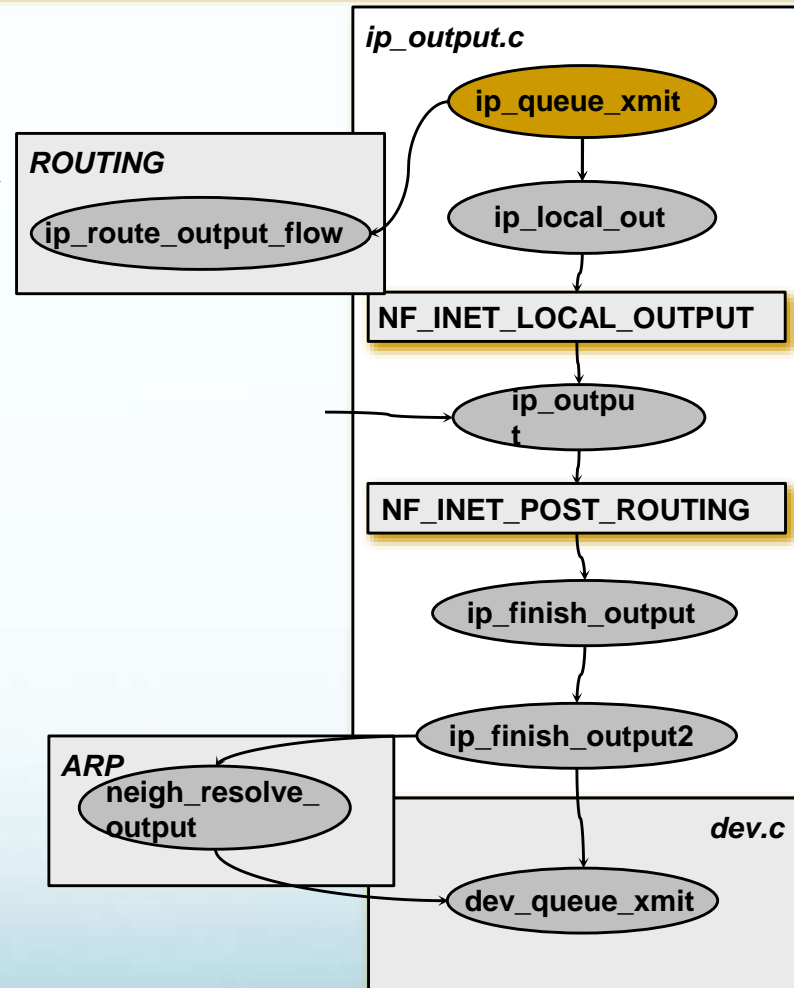 ip_output.c
ip_queue_xmit
ROUTING
ip_route_output_flow
ip_local_out
NF_INET_LOCAL_OUTPUT
ip_outpu
t
NF_INET_POST_ROUTING
ip_finish_output
ip_finish_output2
ARP
neigh_resolve_
output
dev.c
dev_queue_xmit